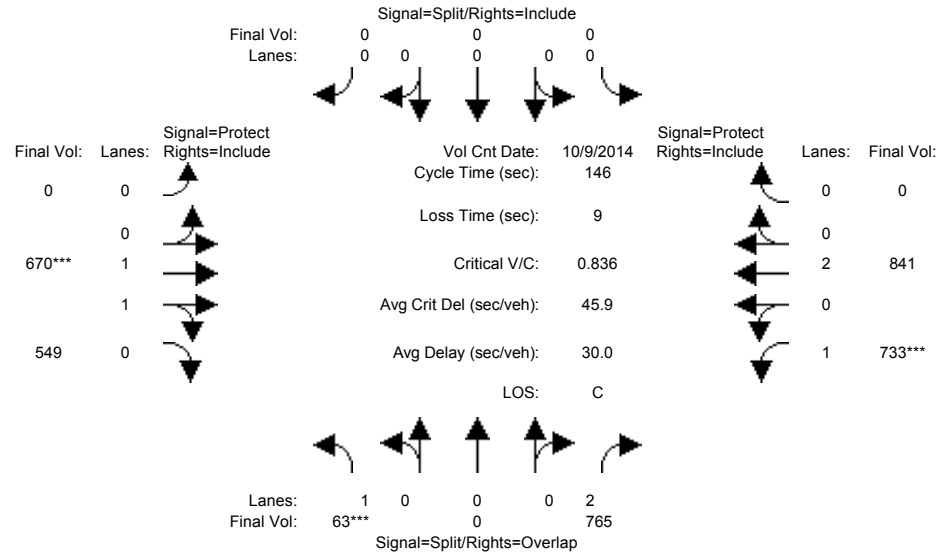 Signal=Split/Rights=Include
Final Vol: 0 0 0
Lanes: 0 0 0 0 0
Signal=Protect
Final Vol: Lanes: Rights=Include
Vol Cnt Date: 10/9/2014
Signal=Protect
Rights=Include Lanes: Final Vol:
Cycle Time (sec): 146
0 0
0 0
Loss Time (sec): 9
0
0
670*** 1
Critical V/C: 0.836
2 841
1
Avg Crit Del (sec/veh): 45.9
0
549 0
Avg Delay (sec/veh): 30.0
1 733***
LOS: C
Lanes: 1 0 0 0 2
Final Vol: 63*** 0 765
Signal=Split/Rights=Overlap